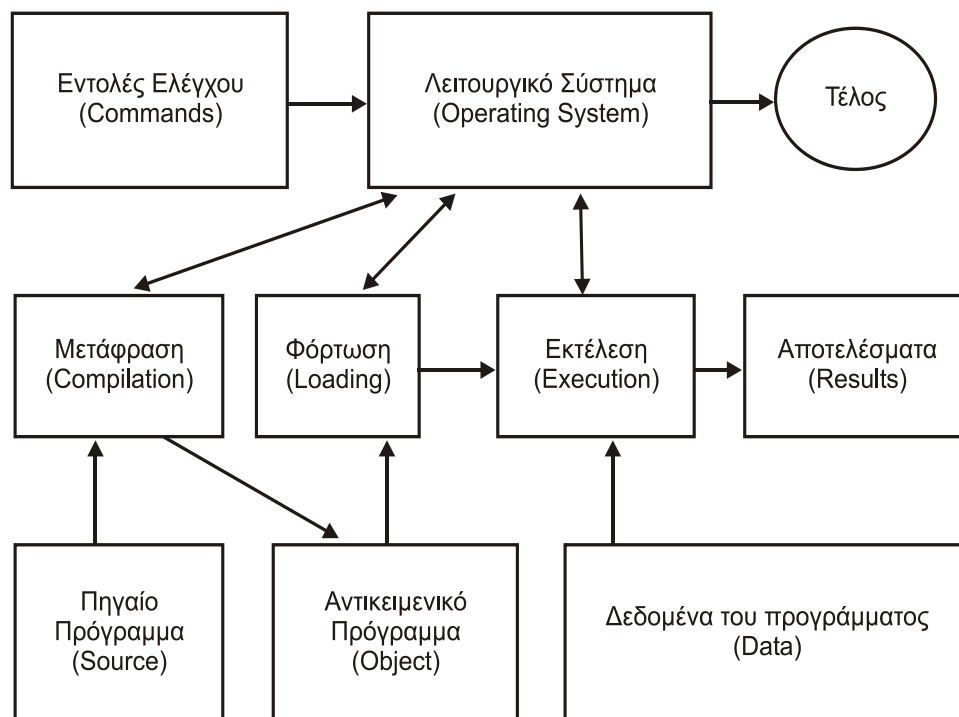 Εντολές Ελέγχου
(Commands)
Λειτουργικό Σύστημα
(Operating System)
Τέλος
Μετάφραση
(Compilation)
Φόρτωση
(Loading)
Εκτέλεση
(Execution)
Αποτελέσματα
(Results)
Πηγαίο
Πρόγραμμα
(Source)
Αντικειμενικό
Πρόγραμμα
(Object)
Δεδομένα του προγράμματος
(Data)